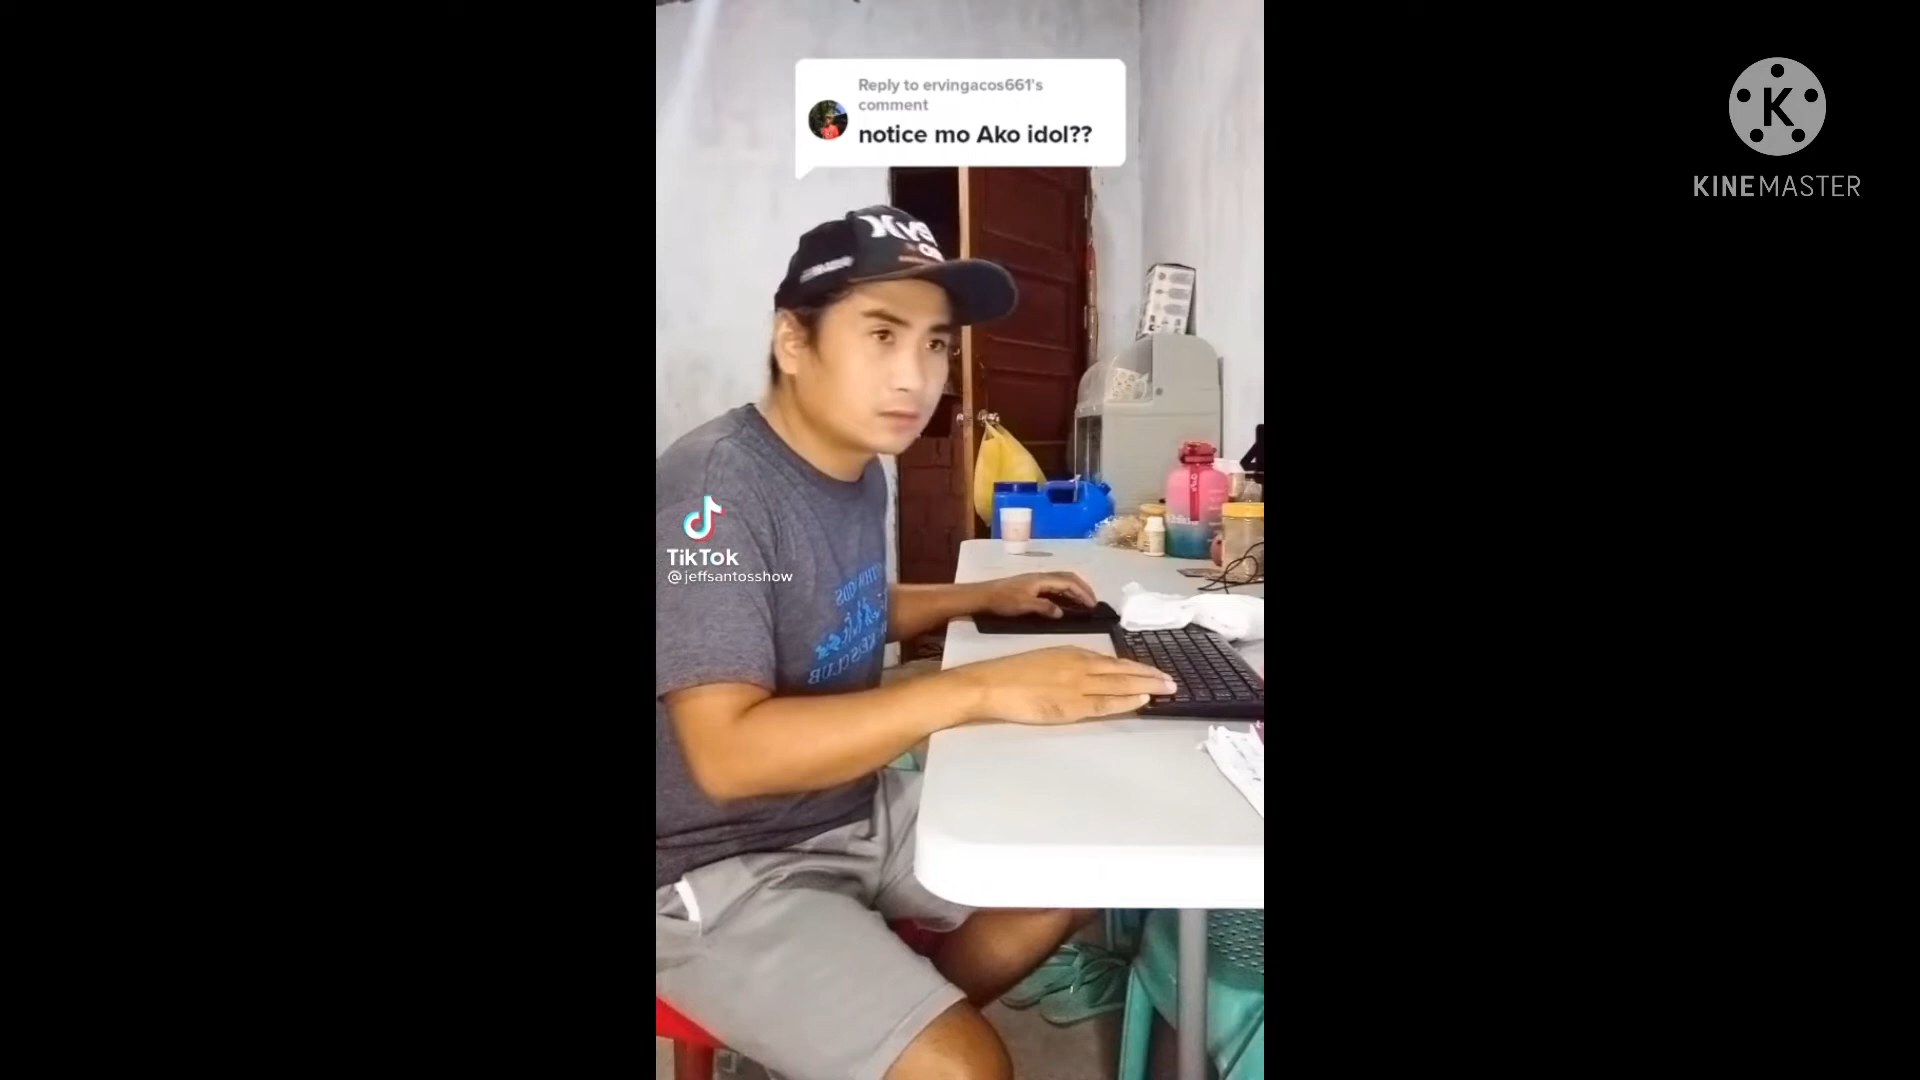 Reply to ervingacos661's
comment
notice mo Ako idol??
K
KINEMASTER
TikTok
@jeffsantosshow